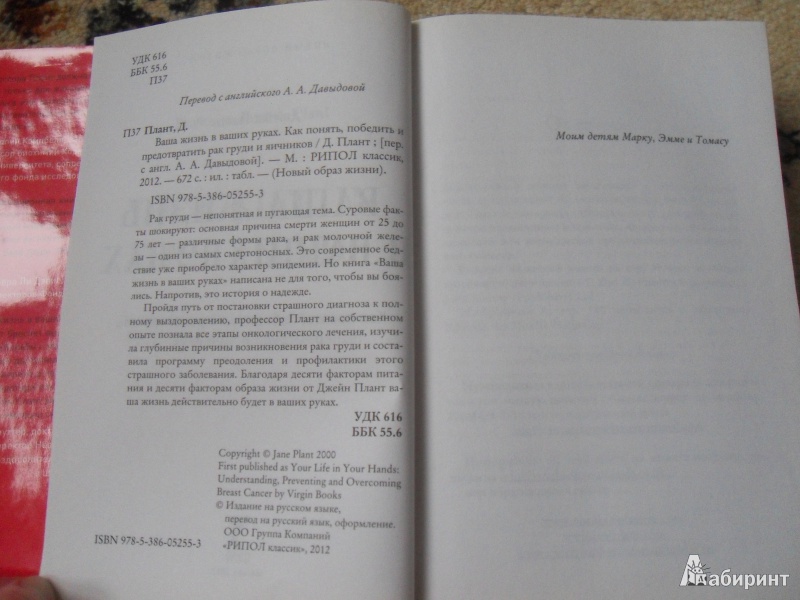 УДК 616
ББК 55.6
П37
Перевод с английского А. А. Давыдовой
П37 Плант, Д.
Ваша жизнь в ваших руках. Как понять, победить и
предотвратить рак груди и яичников / Д. Плант ; [пер.
с англ. А. А. Давыдовой]. — М. : РИПОЛ классик,
2012. — 672 с. : ил. : табл. — (Новый образ жизни).
ISBN 978-5-386-05255-3
Рак груди — непонятная и пугающая тема. Суровые фак-
ты шокируют: основная причина смерти женщин от 25 до
75 лет — различные формы рака, и рак молочной желе-
зы — один из самых смертоносных. Это современное бед-
ствие уже приобрело характер эпидемии. Но книга «Ваша
жизнь в ваших руках» написана не для того, чтобы вы боя-
лись. Напротив, это история о надежде.
Пройдя путь от постановки страшного диагноза к пол-
ному выздоровлению, профессор Плант на собственном
опыте познала все этапы онкологического лечения, изучи-
ла глубинные причины возникновения рака груди и соста-
вила программу преодоления и профилактики этого
страшного заболевания. Благодаря десяти факторам пита-
ния и десяти факторам образа жизни от Джейн Плант ва-
ша жизнь действительно будет в ваших руках.
УДК 616
ББК 55.6
Copyright © Jane Plant 2000
First published as Your Life in Your Hands:
Understanding, Preventing and Overcoming
Breast Cancer by Virgin Books
© Издание на русском языке,
перевод на русский язык, оформление.
ООО Группа Компаний
«РИПОЛ классик», 2012
ISBN 978-5-386-05255-3
Моим детям Марку, Эмме и Томасу
Лабиринт